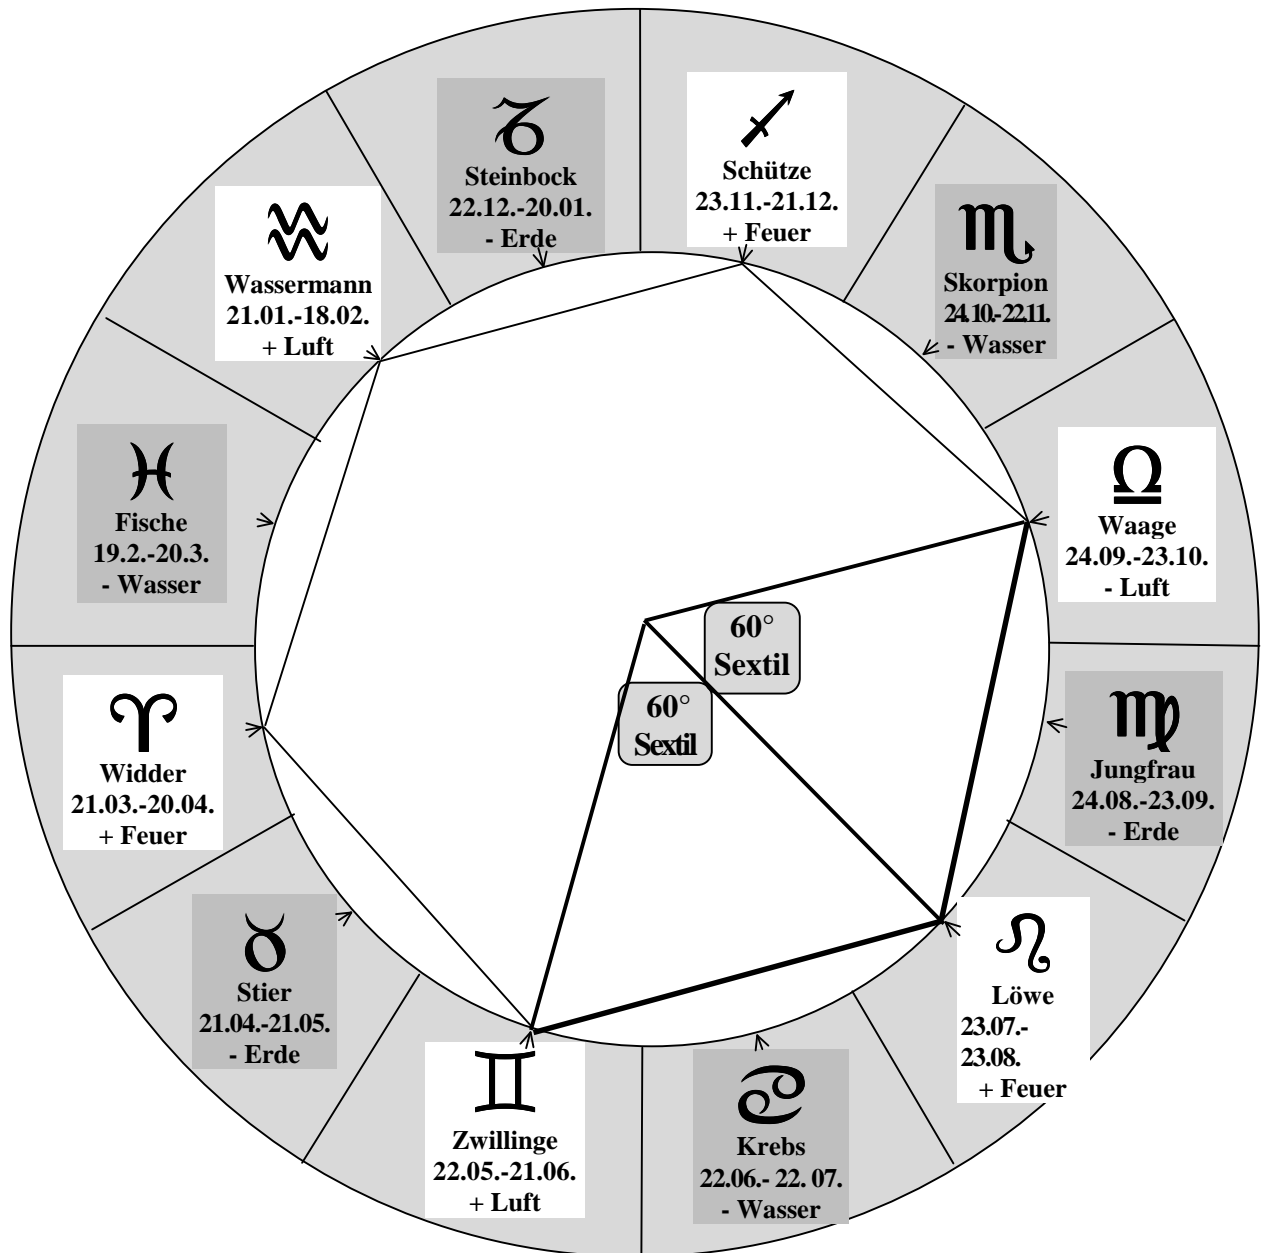 Steinbock
22.12.-20.01.
- Erde
Schütze
23.11.-21.12.
+ Feuer
Wassermann
21.01.-18.02.
+ Luft
Skorpion
24.10.-22.11.
- Wasser
Fische
19.2.-20.3.
- Wasser
Waage
24.09.-23.10.
- Luft
60°
Sextil
60°
Sextil
Widder
21.03.-20.04.
+ Feuer
Jungfrau
24.08.-23.09.
- Erde
Stier
21.04.-21.05.
- Erde
Löwe
23.07.-
23.08.
+ Feuer
Zwillinge
22.05.-21.06.
+ Luft
Krebs
22.06.- 22. 07.
- Wasser